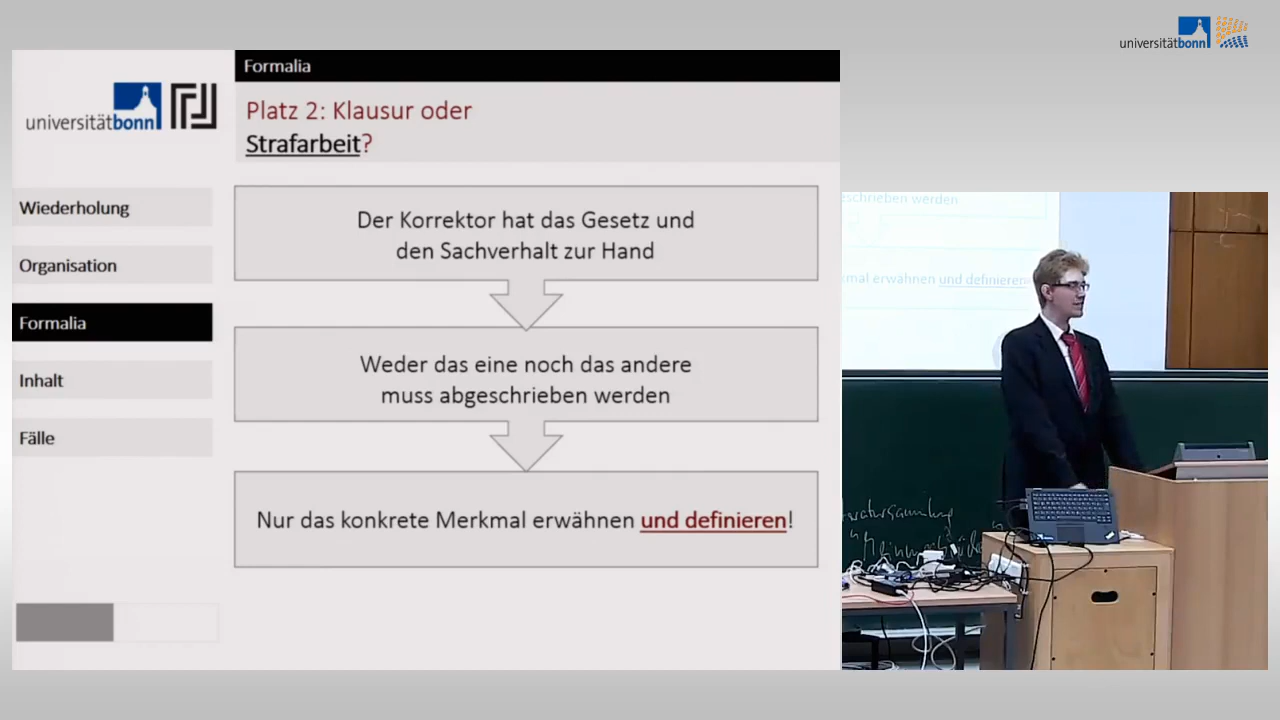 universitätbonn
Formalia
universitätbonn
Platz 2: Klausur oder
Strafarbeit?
Wiederholung
Organisation
Formalia
Inhalt
Fälle
Der Korrektor hat das Gesetz und
den Sachverhalt zur Hand
Weder das eine noch das andere
muss abgeschrieben werden
Nur das konkrete Merkmal erwähnen und definieren!
werden
erwähnen und definieren